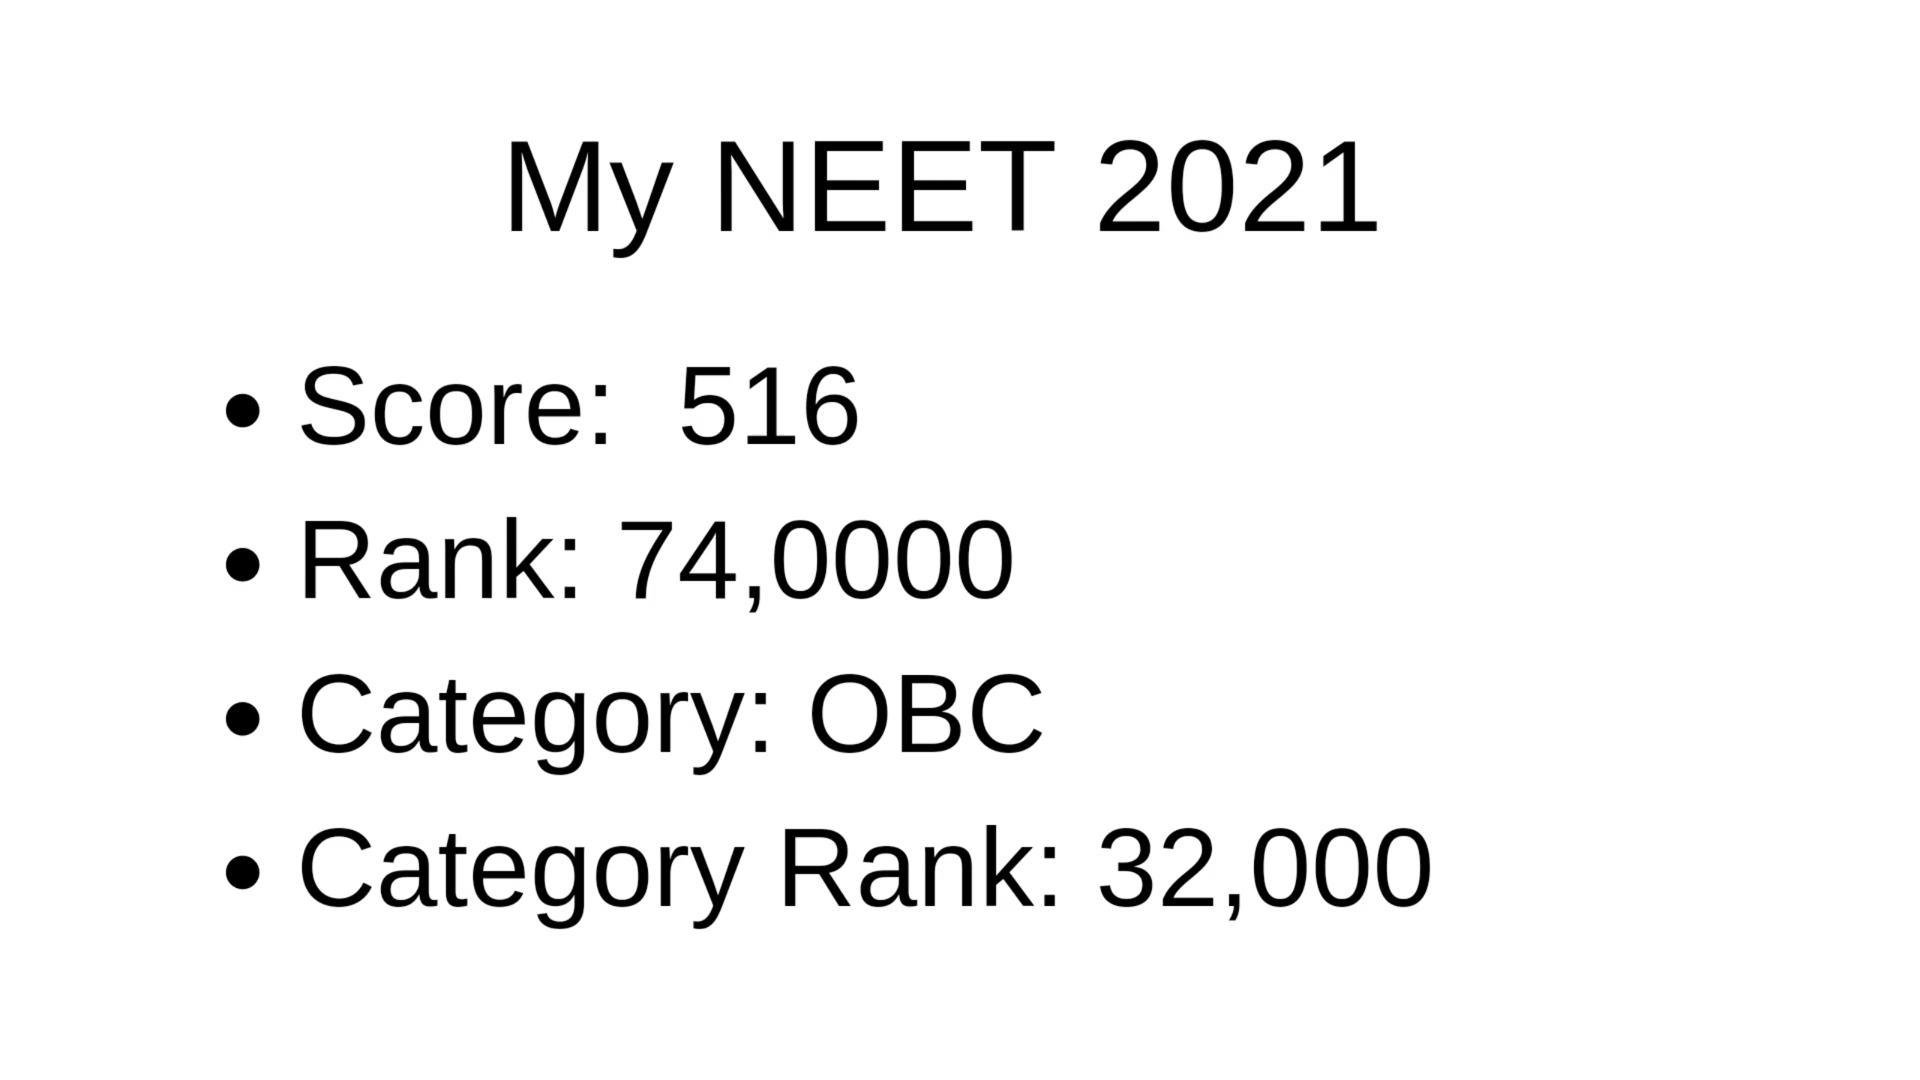 My NEET 2021
• Score:  516
• Rank: 74,0000
• Category: OBC
• Category Rank: 32,000